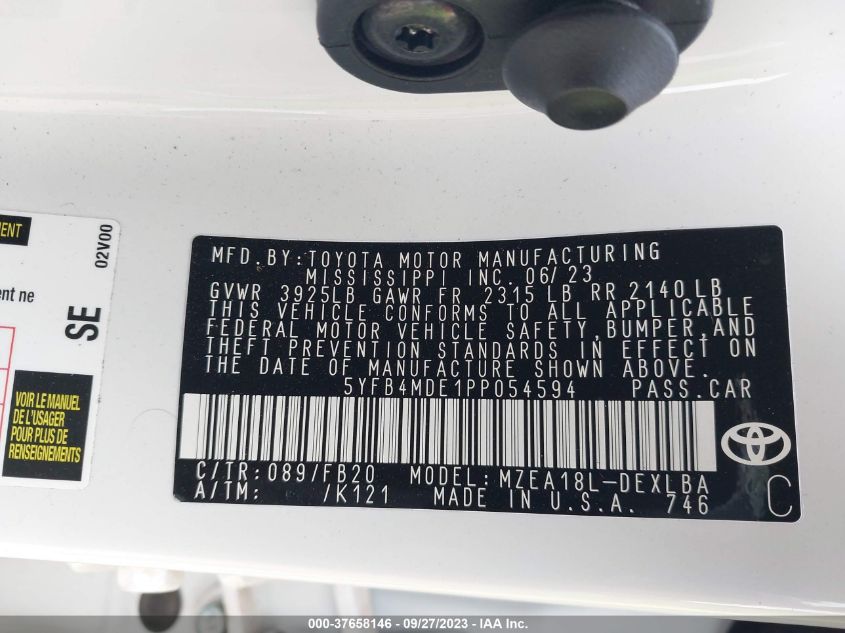 MENT
02V00
ent ne
SE
VOIR LE MANUEL
DE L'USAGER
POUR PLUS DE
RENSEIGNEMENTS
MFD.BY:TOYOTA MOTOR MANUFACTURING
MISSISSIPPI INC. 06/23
GVWR 3925LB GAWR FR 2315 LB RR 2140 LB
THIS VEHICLE CONFORMS TO ALL APPLICABLE
FEDERAL MOTOR VEHICLE SAFETY, BUMPER, AND
THEFT PREVENTION STANDARDS IN EFFECT ON
THE DATE OF MANUFACTURE SHOWN ABOVE.
5YFB4MDE1PP054594 PASS.CAR
C/TR: 089/FB20 MODEL: MZEA18L-DEXLBA
A/TM: /K121 MADE IN U.S.A. 746
C
000-37658146 - 09/27/2023 - IAA Inc.